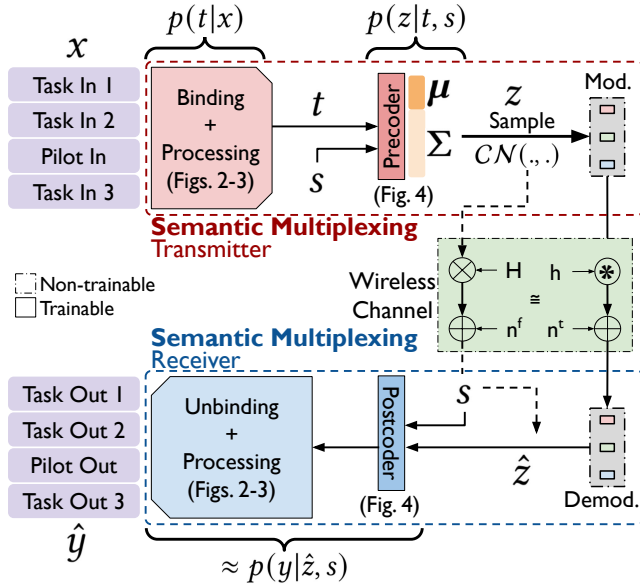 p(t|x)
p(z|t, s)
x
Task In 1
Task In 2
Pilot In
Task In 3
Binding
+
Processing
(Figs. 2-3)
t
s
Precoder
(Fig. 4)
μ
Σ
z
Sample
CN(., .)
Mod.
Semantic Multiplexing
Transmitter
Non-trainable
Trainable
Wireless
Channel
H
h
≅
n^f
n^t
*
Semantic Multiplexing
Receiver
Task Out 1
Task Out 2
Pilot Out
Task Out 3
ŷ
Unbinding
+
Processing
(Figs. 2-3)
Postcoder
(Fig. 4)
s
ẑ
Demod.
≈ p(y|ẑ, s)